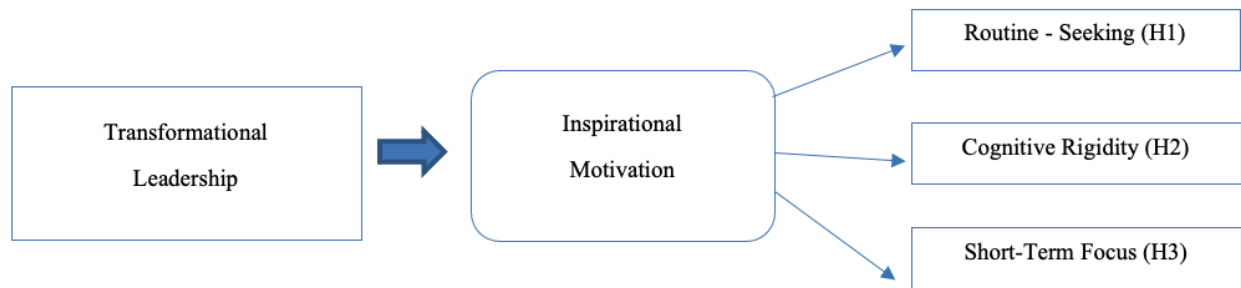 Transformational
Leadership
Inspirational
Motivation
Routine - Seeking (H1)
Cognitive Rigidity (H2)
Short-Term Focus (H3)